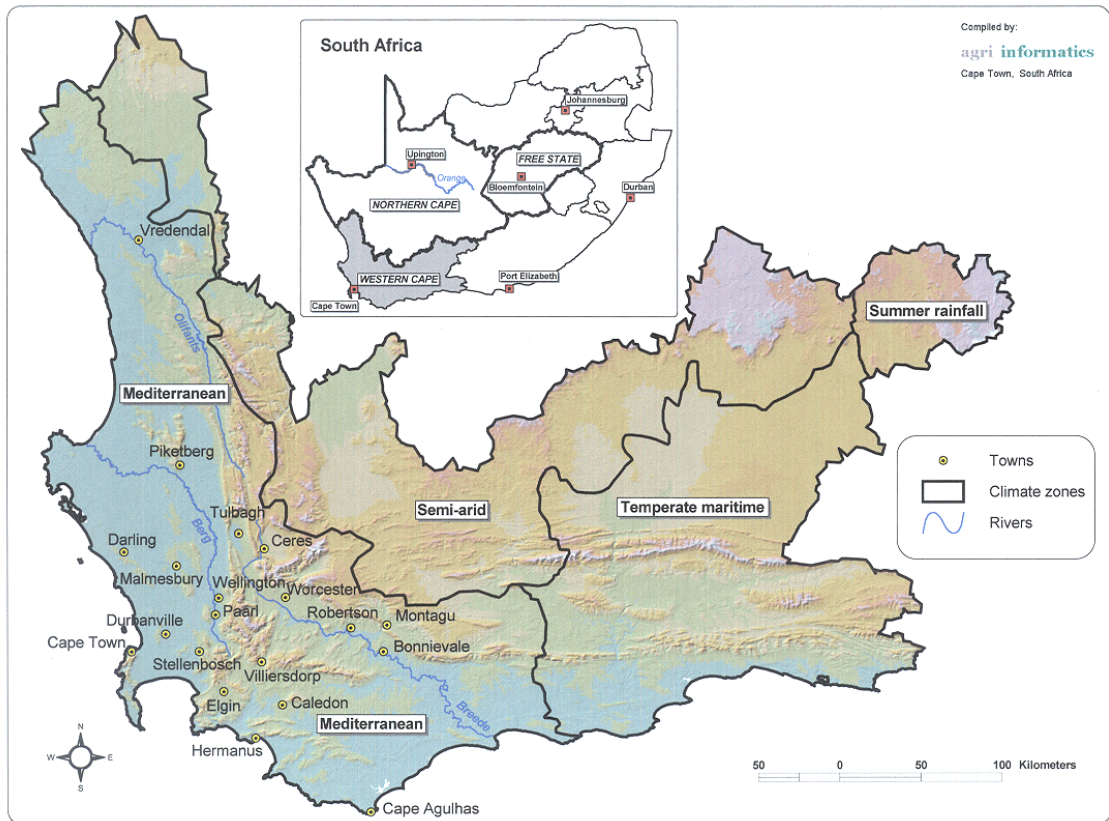 Compiled by:
agri informatics
Cape Town, South Africa
South Africa
Johannesburg
Upington
FREE STATE
Orange
Bloemfontein
Durban
NORTHERN CAPE
WESTERN CAPE
Port Elizabeth
Cape Town
Vredendal
Olifants
Summer rainfall
Mediterranean
Piketberg
Semi-arid
Temperate maritime
Towns
Climate zones
Rivers
Tulbagh
Berg
Ceres
Darling
Malmesbury
Wellington
Worcester
Paarl
Robertson
Montagu
Durbanville
Cape Town
Bonnievale
Stellenbosch
Villiersdorp
Elgin
Caledon
Mediterranean
Breede
Hermanus
N
W E
S
50 0 50 100 Kilometers
Cape Agulhas